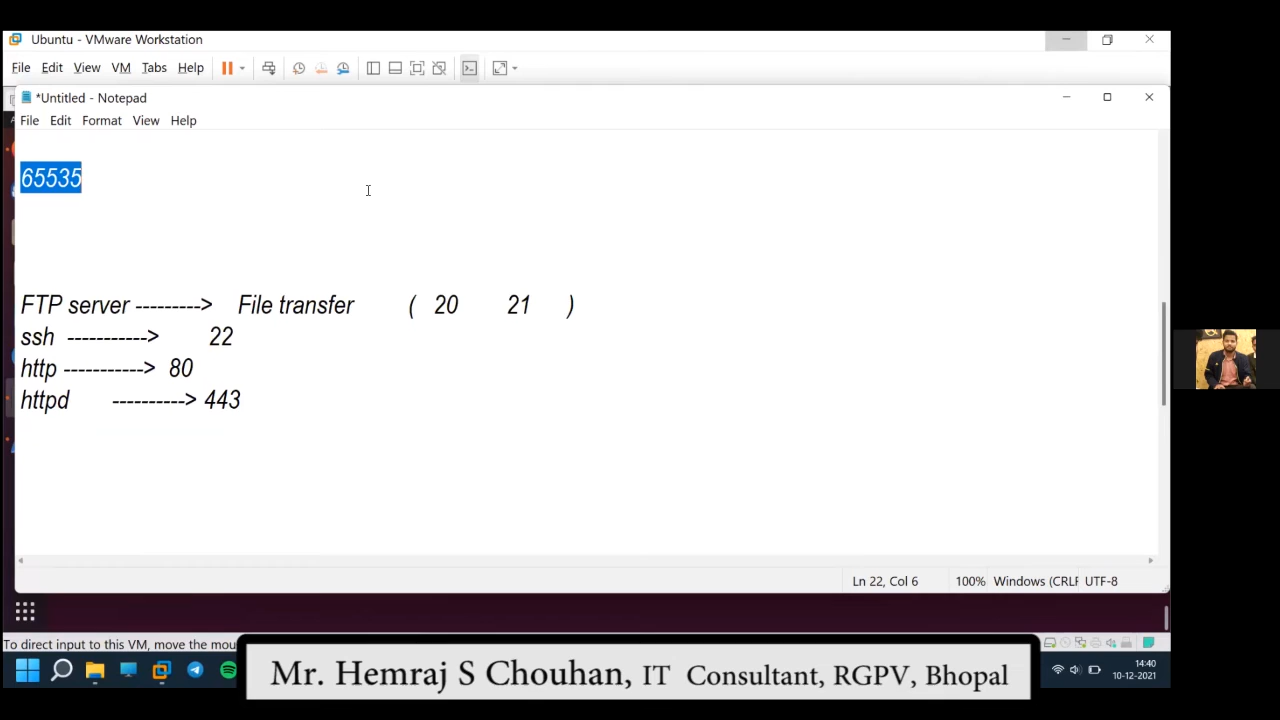 Ubuntu - VMware Workstation
File Edit View VM Tabs Help
*Untitled - Notepad
File Edit Format View Help
65535
FTP server ---------> File transfer ( 20 21 )
ssh -----------> 22
http -----------> 80
httpd ----------> 443
Ln 22, Col 6 100% Windows (CRLF UTF-8
To direct input to this VM, move the mou
Mr. Hemraj S Chouhan, IT Consultant, RGPV, Bhopal
14:40
10-12-2021